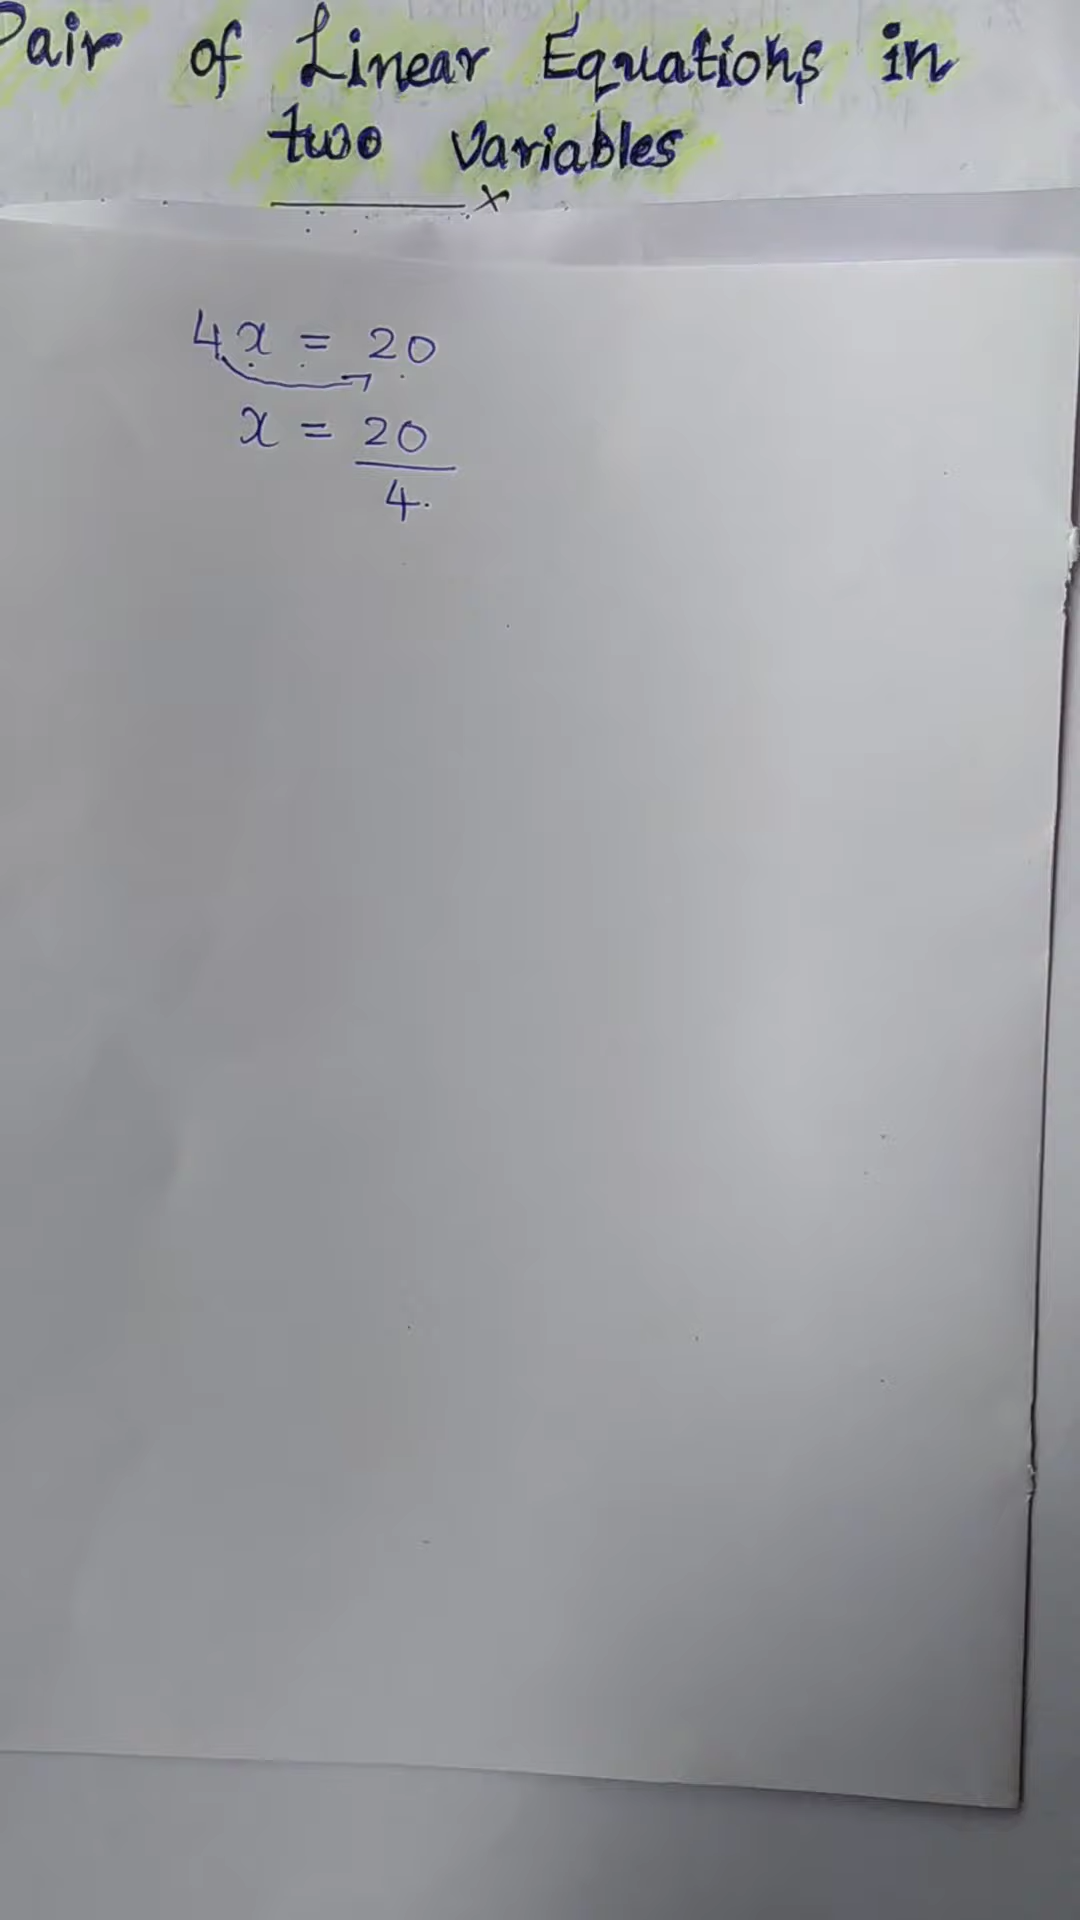 Pair of Linear Equations in
two variables
x
4x = 20
x = 20
4.